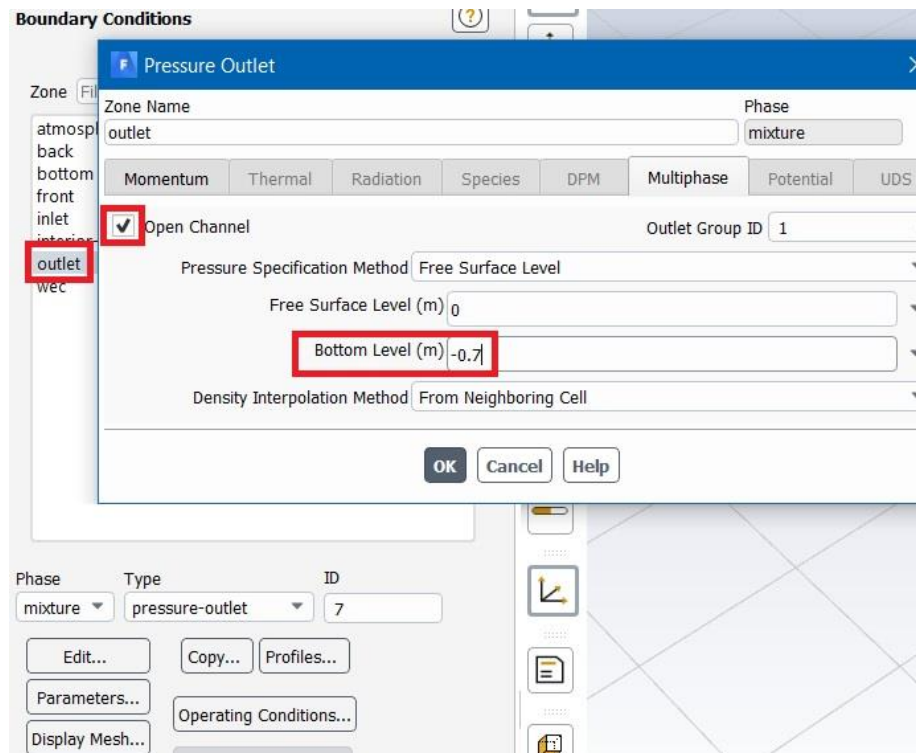 Boundary Conditions
?
F Pressure Outlet
Zone Fil
Zone Name
Phase
outlet
mixture
Momentum Thermal Radiation Species DPM Multiphase Potential UDS
atmosph
back
bottom
front
inlet
interior-
outlet
wec
Open Channel
Outlet Group ID 1
Pressure Specification Method Free Surface Level
Free Surface Level (m) 0
Bottom Level (m) -0.7
Density Interpolation Method From Neighboring Cell
OK Cancel Help
Phase Type ID
mixture pressure-outlet 7
Edit... Copy... Profiles...
Parameters... Operating Conditions...
Display Mesh...